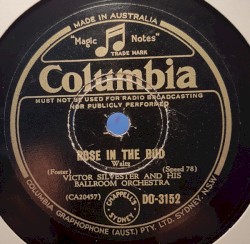 MADE IN AUSTRALIA
"Magic Notes"
TRADE MARK
Columbia
MUST NOT BE USED FOR RADIO BROADCASTING
NOR PUBLICLY PERFORMED
ROSE IN THE BUD
Waltz
(Foster)
(Speed 78)
VICTOR SILVESTER AND HIS
BALLROOM ORCHESTRA
(CA20457)
CHAPPELL'S
SYDNEY
DO-3152
COLUMBIA GRAPHOPHONE (AUST.) PTY. LTD. SYDNEY. N.S.W.